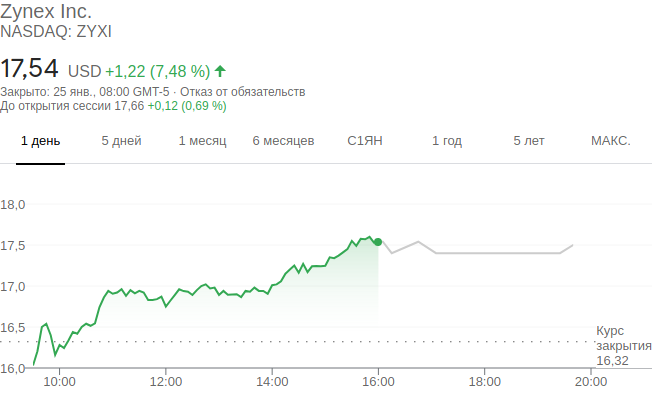 Zynex Inc.
NASDAQ: ZYXI
17,54 USD +1,22 (7,48 %)
Закрыто: 25 янв., 08:00 GMT-5 · Отказ от обязательств
До открытия сессии 17,66 +0,12 (0,69 %)
1 день 5 дней 1 месяц 6 месяцев С1ЯН 1 год 5 лет МАКС.
18,0
17,5
17,0
16,5
Курс
закрытия
16,32
16,0
10:00 12:00 14:00 16:00 18:00 20:00